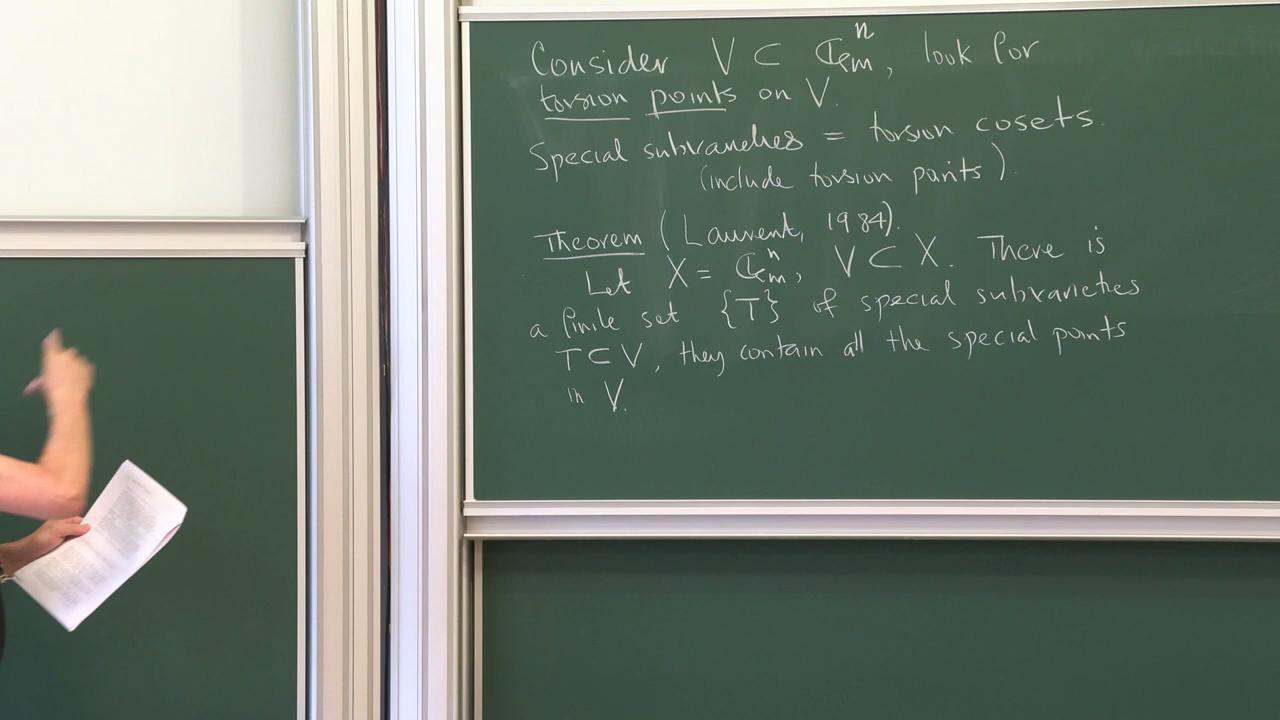 Consider V ⊂ 𝔾ₘⁿ, look for
torsion points on V.
Special subvarieties = torsion cosets.
(include torsion points).
Theorem (Laurent, 1984).
Let X = 𝔾ₘⁿ, V ⊂ X. There is
a finite set {T} of special subvarieties
T ⊂ V, they contain all the special points
in V.